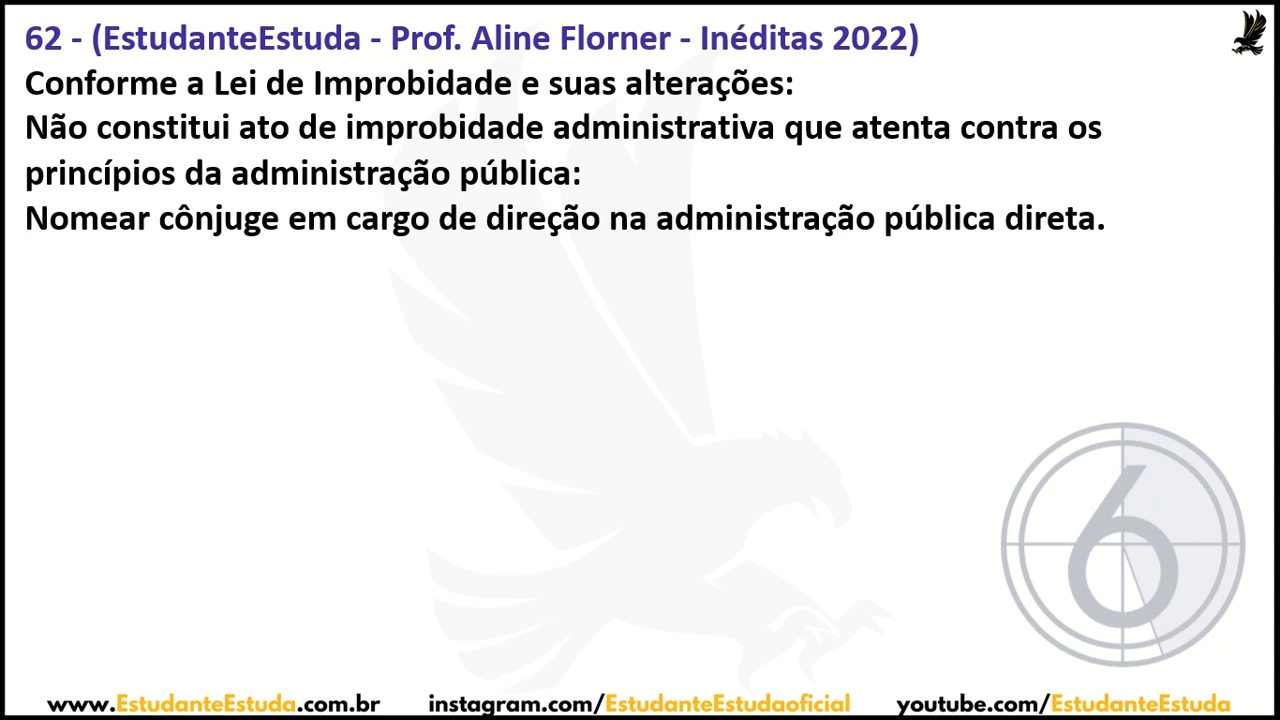 62 - (EstudanteEstuda - Prof. Aline Florner - Inéditas 2022)
Conforme a Lei de Improbidade e suas alterações:
Não constitui ato de improbidade administrativa que atenta contra os
princípios da administração pública:
Nomear cônjuge em cargo de direção na administração pública direta.
6
www.EstudanteEstuda.com.br instagram.com/EstudanteEstudaoficial youtube.com/EstudanteEstuda